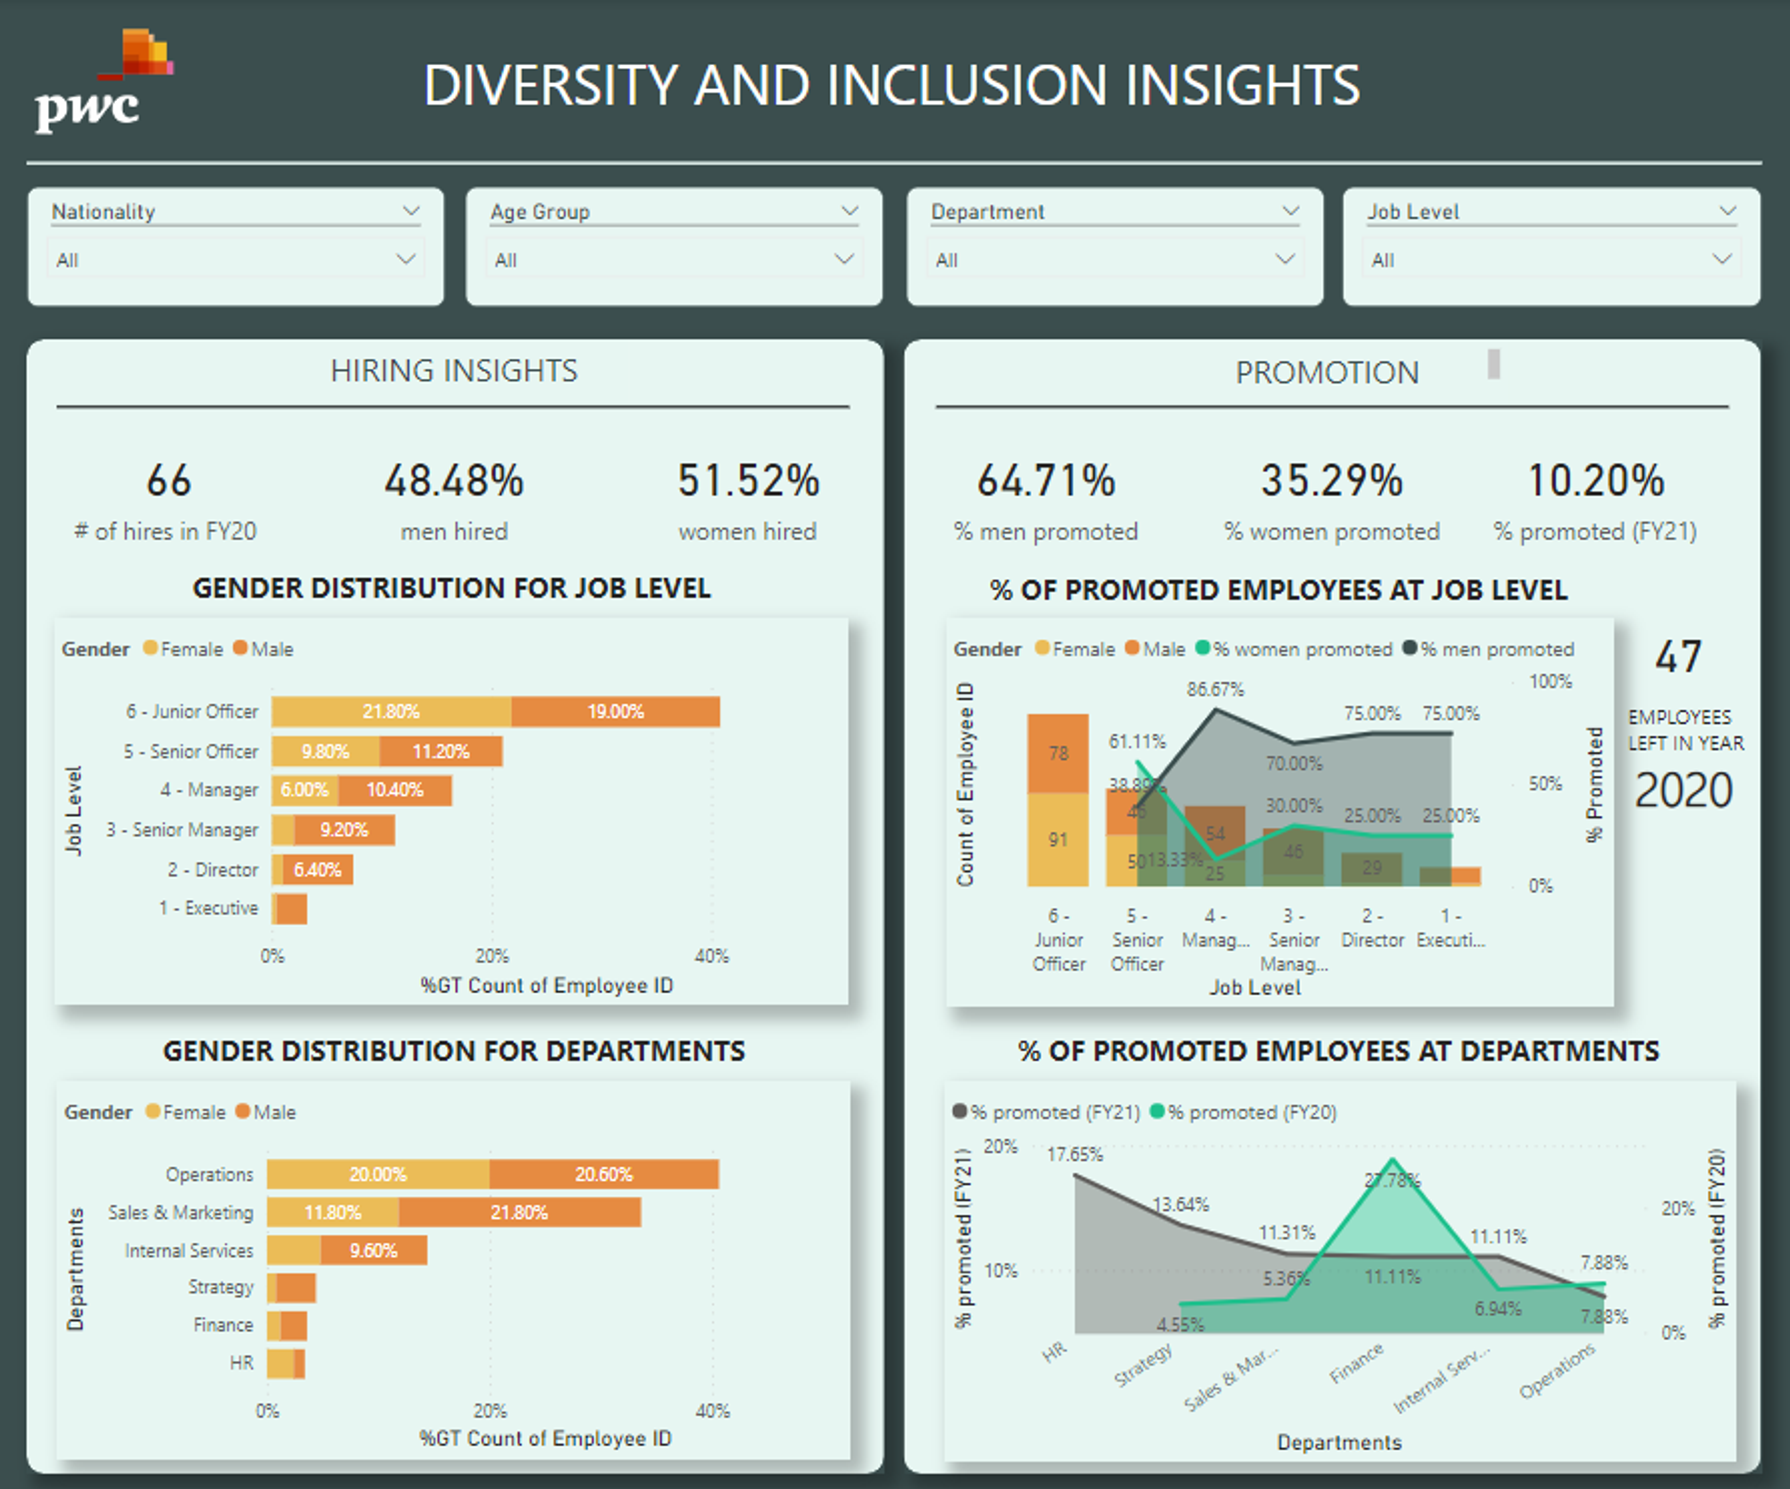 pwc
DIVERSITY AND INCLUSION INSIGHTS
Nationality
All
Age Group
All
Department
All
Job Level
All
HIRING INSIGHTS
66
# of hires in FY20
48.48%
men hired
51.52%
women hired
GENDER DISTRIBUTION FOR JOB LEVEL
Gender Female Male
Job Level
6 - Junior Officer 21.80% 19.00%
5 - Senior Officer 9.80% 11.20%
4 - Manager 6.00% 10.40%
3 - Senior Manager 9.20%
2 - Director 6.40%
1 - Executive
0% 20% 40%
%GT Count of Employee ID
GENDER DISTRIBUTION FOR DEPARTMENTS
Gender Female Male
Departments
Operations 20.00% 20.60%
Sales & Marketing 11.80% 21.80%
Internal Services 9.60%
Strategy
Finance
HR
0% 20% 40%
%GT Count of Employee ID
PROMOTION
64.71%
% men promoted
35.29%
% women promoted
10.20%
% promoted (FY21)
% OF PROMOTED EMPLOYEES AT JOB LEVEL
Gender Female Male % women promoted % men promoted
Count of Employee ID
% Promoted
100%
50%
0%
86.67%
75.00% 75.00%
61.11%
70.00%
38.89%
30.00%
25.00% 25.00%
13.33%
78
91
46
50
54
25
46
29
6 - Junior Officer
5 - Senior Officer
4 - Manag...
3 - Senior Manag...
2 - Director
1 - Executi...
Job Level
47
EMPLOYEES
LEFT IN YEAR
2020
% OF PROMOTED EMPLOYEES AT DEPARTMENTS
% promoted (FY21) % promoted (FY20)
% promoted (FY21)
20%
10%
17.65%
13.64%
11.31%
27.78%
11.11%
11.11%
7.88%
4.55%
5.36%
6.94%
7.88%
% promoted (FY20)
20%
0%
HR
Strategy
Sales & Mar...
Finance
Internal Serv...
Operations
Departments